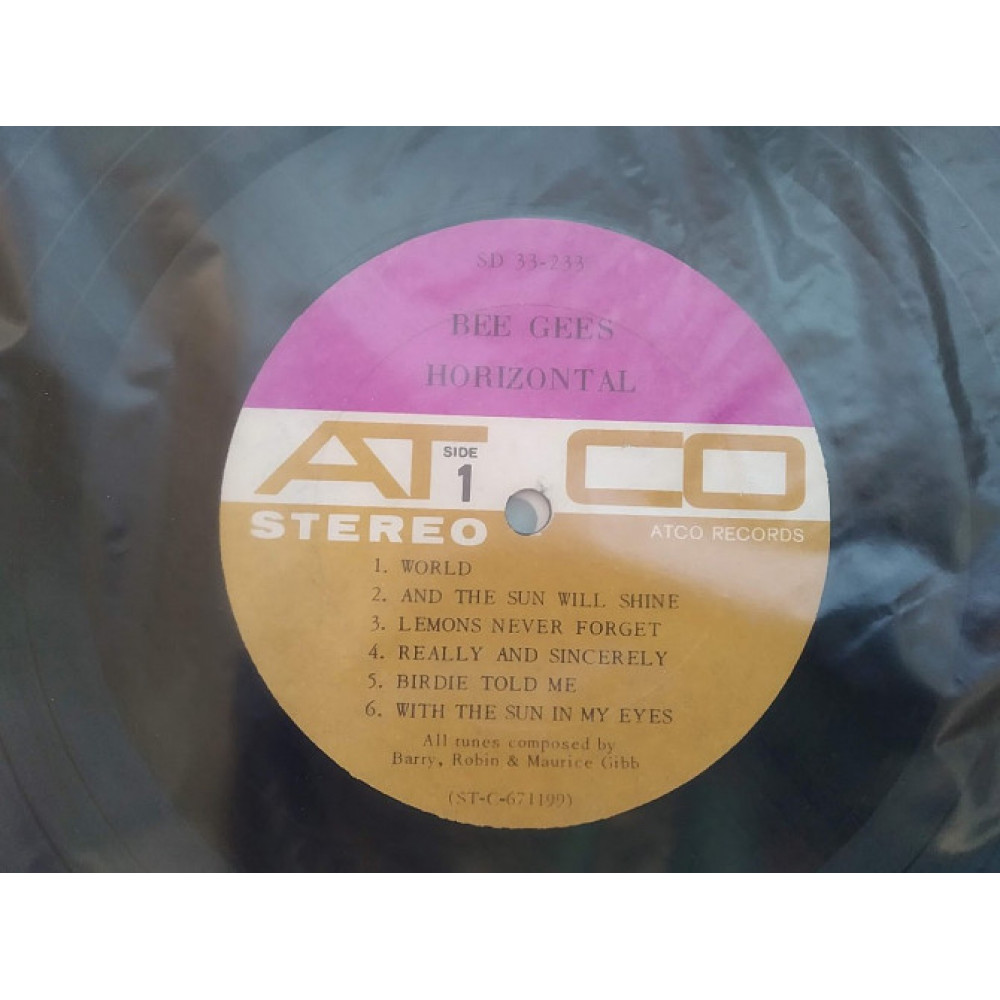 SD 33-233
BEE GEES
HORIZONTAL
ATCO
SIDE
1
STEREO
ATCO RECORDS
1. WORLD
2. AND THE SUN WILL SHINE
3. LEMONS NEVER FORGET
4. REALLY AND SINCERELY
5. BIRDIE TOLD ME
6. WITH THE SUN IN MY EYES
All tunes composed by
Barry, Robin & Maurice Gibb
(ST-C-671199)